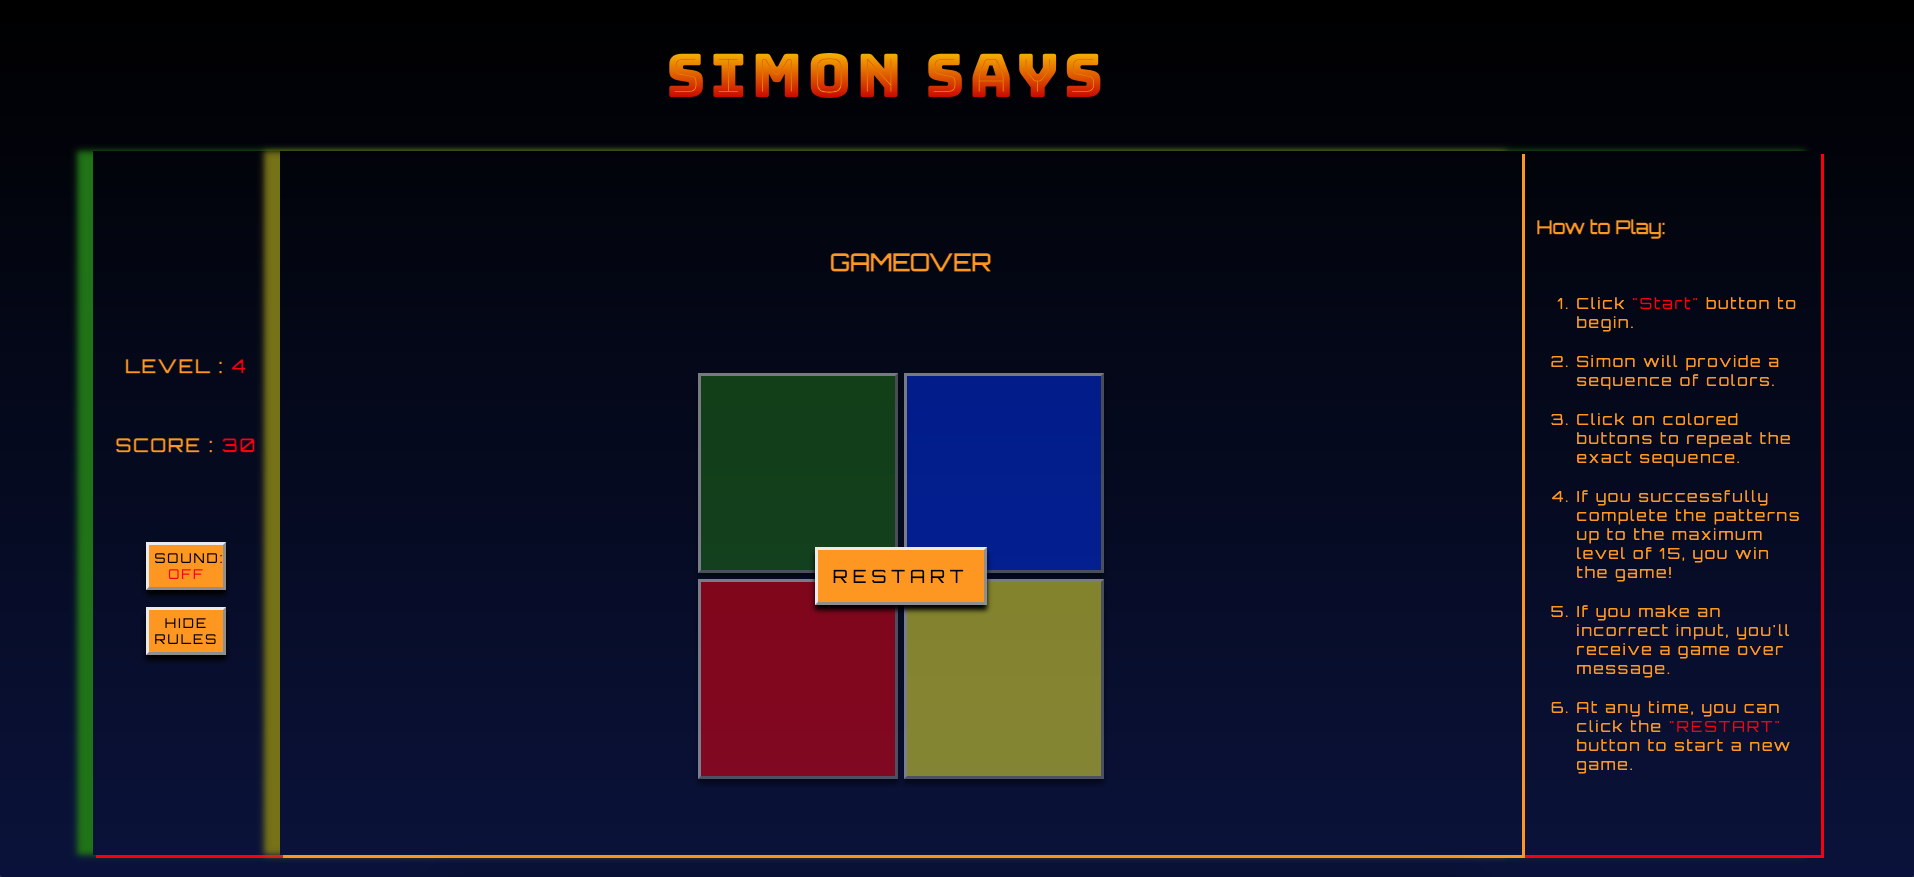 SIMON SAYS
GAMEOVER
LEVEL : 4
SCORE : 30
SOUND:
OFF
HIDE
RULES
RESTART
How to Play:
1. Click "Start" button to
begin.
2. Simon will provide a
sequence of colors.
3. Click on colored
buttons to repeat the
exact sequence.
4. If you successfully
complete the patterns
up to the maximum
level of 15, you win
the game!
5. If you make an
incorrect input, you'll
receive a game over
message.
6. At any time, you can
click the "RESTART"
button to start a new
game.